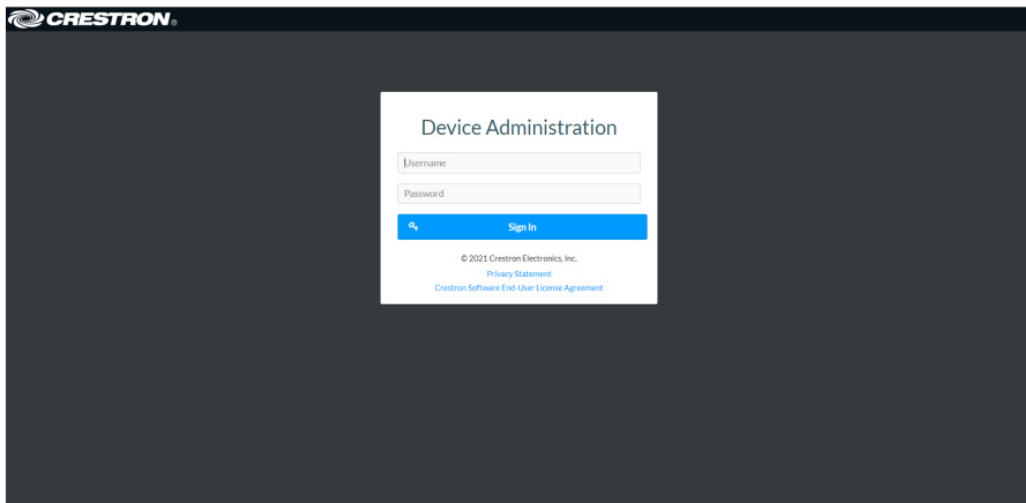 CRESTRON®
Device Administration
Username
Password
Sign In
© 2021 Crestron Electronics, Inc.
Privacy Statement
Crestron Software End-User License Agreement